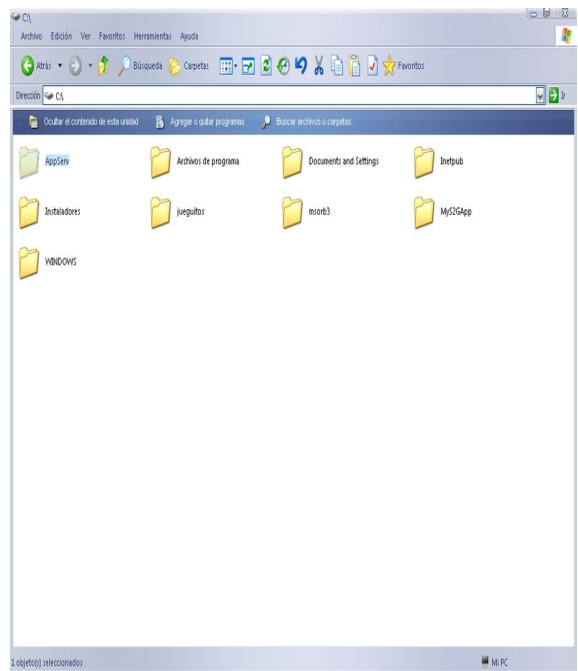 C:\
Archivo Edición Ver Favoritos Herramientas Ayuda
Atrás Búsqueda Carpetas Favoritos
Dirección C:\ Ir
Ocultar el contenido de esta unidad Agregar o quitar programas Buscar archivos o carpetas
AppServ Archivos de programa Documents and Settings Inetpub
Instaladores jueguitos msorb3 MyS2GApp
WINDOWS
1 objeto(s) seleccionados Mi PC